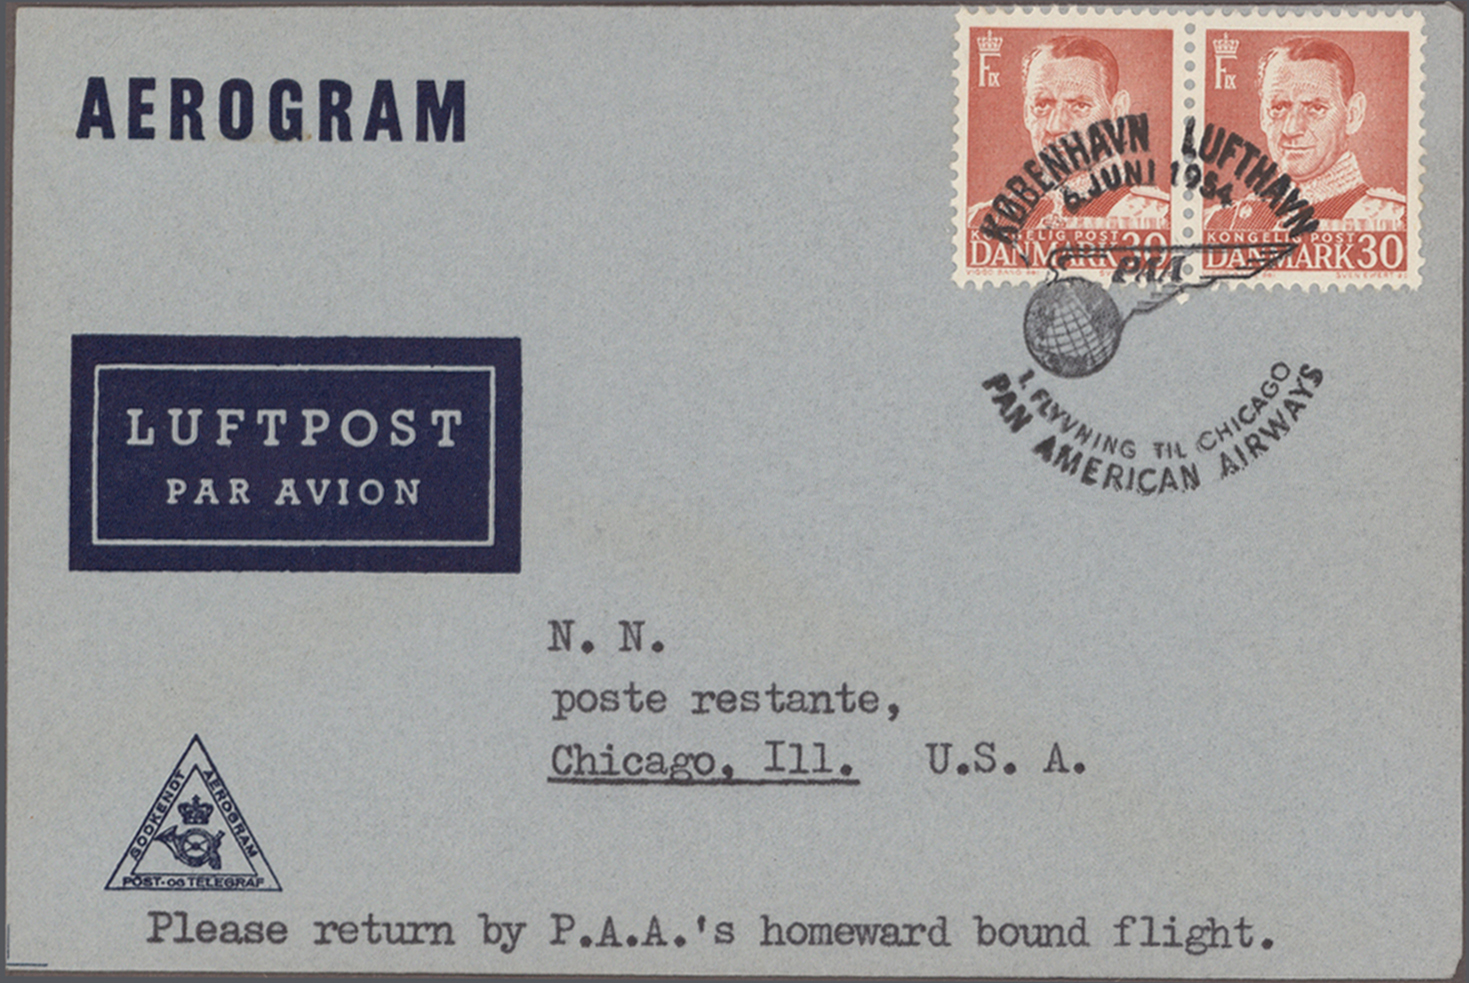 AEROGRAM
F IX
F IX
KØBENHAVN LUFTHAVN
6. JUNI 1954
KONGELIG POST
DANMARK 30
KONGELIG POST
DANMARK 30
PAA
1. FLYVNING TIL CHICAGO
PAN AMERICAN AIRWAYS
LUFTPOST
PAR AVION
N. N.
poste restante,
Chicago, Ill. U.S. A.
GODKENDT AEROGRAM
POST- OG TELEGRAF
Please return by P.A.A.'s homeward bound flight.